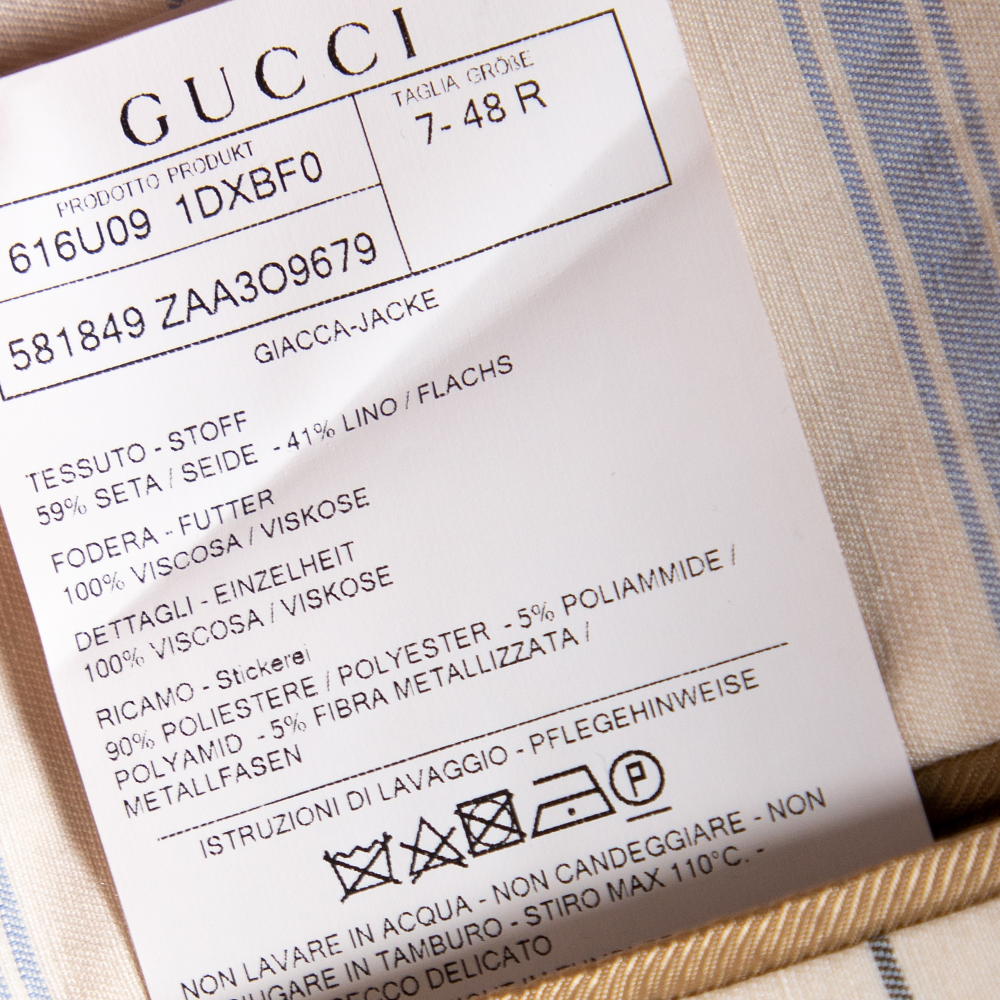 GUCCI
PRODOTTO PRODUKT
616U09 1DXBF0
TAGLIA GRÖßE
7- 48 R
581849 ZAA3O9679
GIACCA-JACKE
TESSUTO - STOFF
59% SETA / SEIDE - 41% LINO / FLACHS
FODERA - FUTTER
100% VISCOSA / VISKOSE
DETTAGLI - EINZELHEIT
100% VISCOSA / VISKOSE
RICAMO - Stickerei
90% POLIESTERE / POLYESTER - 5% POLIAMMIDE /
POLYAMID - 5% FIBRA METALLIZZATA /
METALLFASEN
ISTRUZIONI DI LAVAGGIO - PFLEGEHINWEISE
P
NON LAVARE IN ACQUA - NON CANDEGGIARE - NON
IN TAMBURO - STIRO MAX 110°C. -
DELICATO